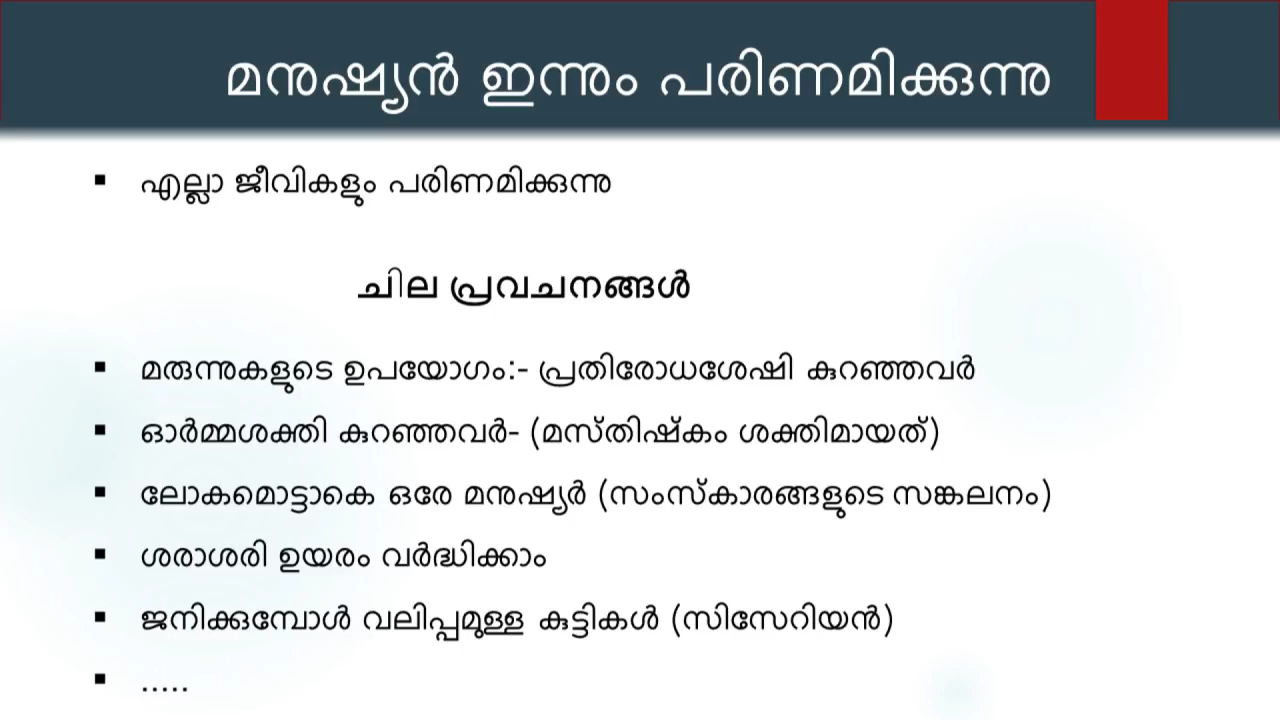 മനുഷ്യൻ ഇന്നും പരിണമിക്കുന്നു
▪ എല്ലാ ജീവികളും പരിണമിക്കുന്നു
ചില പ്രവചനങ്ങൾ
▪ മരുന്നുകളുടെ ഉപയോഗം:- പ്രതിരോധശേഷി കുറഞ്ഞവർ
▪ ഓർമ്മശക്തി കുറഞ്ഞവർ- (മസ്തിഷ്കം ശക്തിമായത്)
▪ ലോകമൊട്ടാകെ ഒരേ മനുഷ്യർ (സംസ്കാരങ്ങളുടെ സങ്കലനം)
▪ ശരാശരി ഉയരം വർദ്ധിക്കാം
▪ ജനിക്കുമ്പോൾ വലിപ്പമുള്ള കുട്ടികൾ (സിസേറിയൻ)
▪ .....